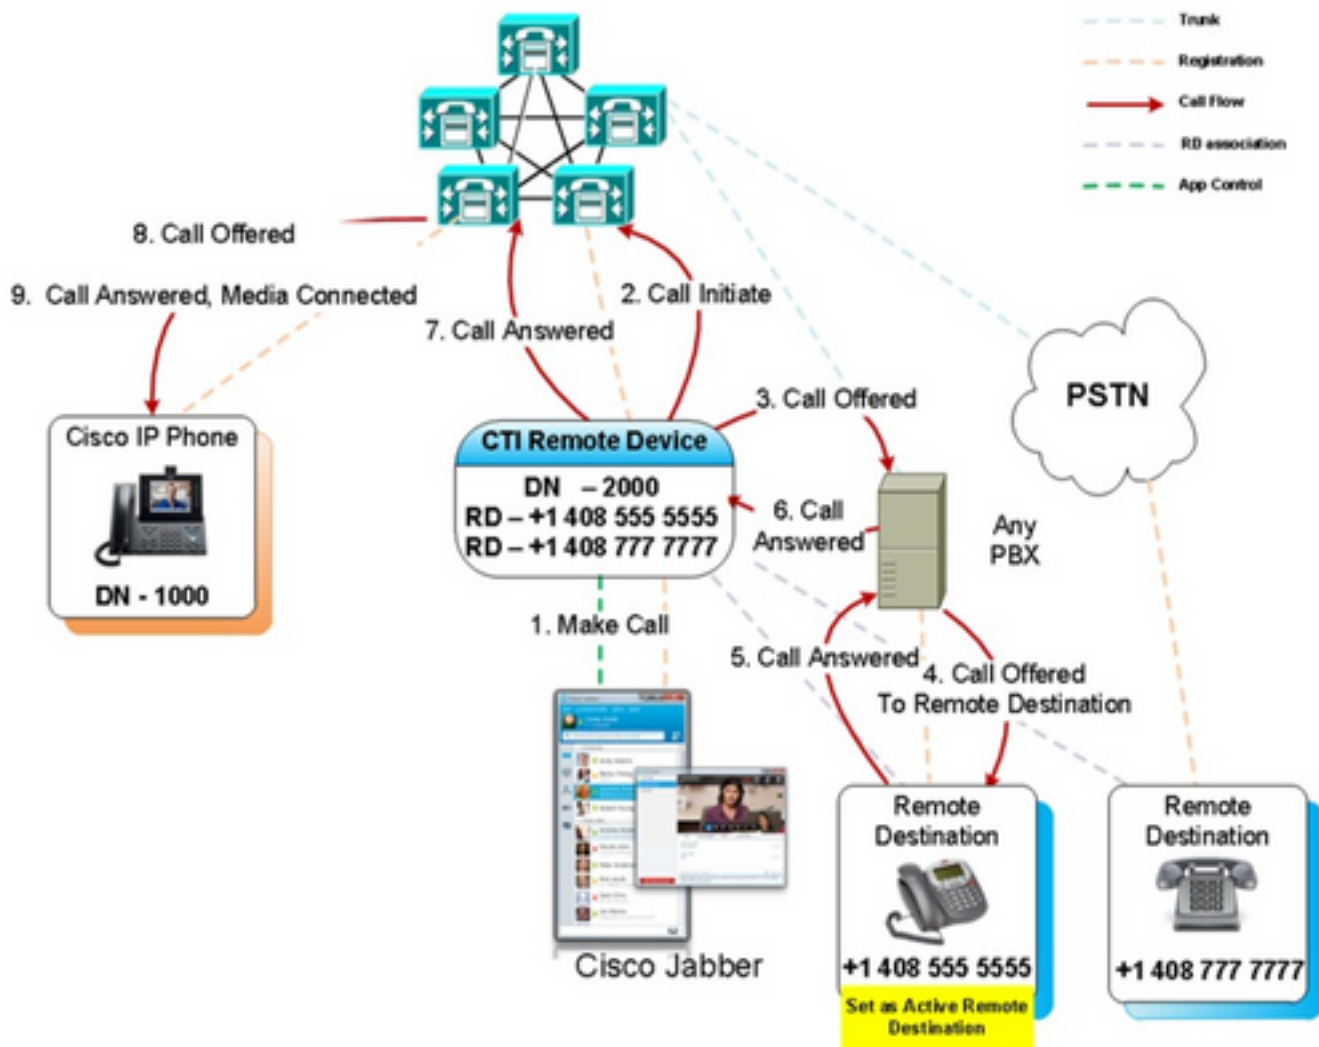 Trunk
Registration
Call Flow
RD association
App Control
8. Call Offered
9. Call Answered, Media Connected
2. Call Initiate
7. Call Answered
3. Call Offered
PSTN
Cisco IP Phone
DN - 1000
CTI Remote Device
DN – 2000
RD – +1 408 555 5555
RD – +1 408 777 7777
6. Call
Answered
Any
PBX
1. Make Call
5. Call Answered
4. Call Offered
To Remote Destination
Cisco Jabber
Remote
Destination
+1 408 555 5555
Set as Active Remote
Destination
Remote
Destination
+1 408 777 7777